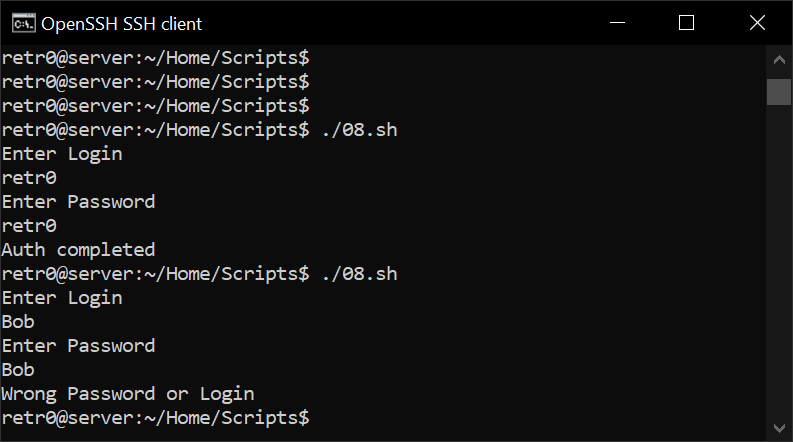 OpenSSH SSH client
retr0@server:~/Home/Scripts$
retr0@server:~/Home/Scripts$
retr0@server:~/Home/Scripts$
retr0@server:~/Home/Scripts$ ./08.sh
Enter Login
retr0
Enter Password
retr0
Auth completed
retr0@server:~/Home/Scripts$ ./08.sh
Enter Login
Bob
Enter Password
Bob
Wrong Password or Login
retr0@server:~/Home/Scripts$